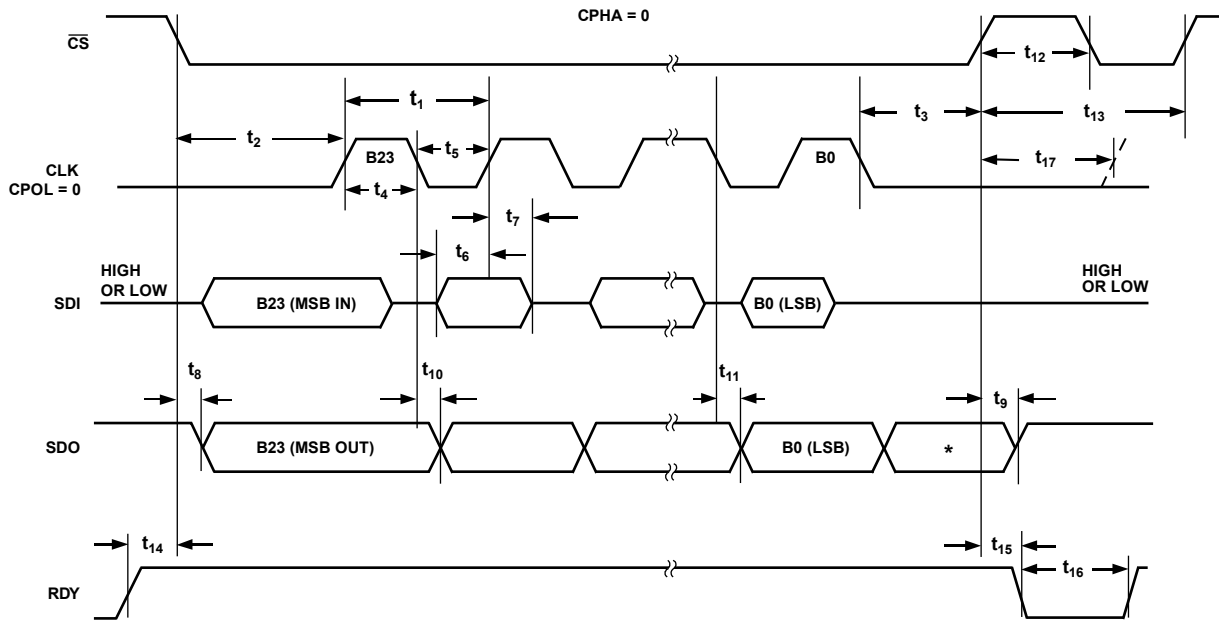 CPHA = 0
CS
t12
t1
t3
t13
t2
B23
t5
B0
t17
CLK
CPOL = 0
t4
t7
t6
HIGH
OR LOW
HIGH
OR LOW
SDI
B23 (MSB IN)
B0 (LSB)
t8
t10
t11
t9
SDO
B23 (MSB OUT)
B0 (LSB)
*
t14
t15
t16
RDY